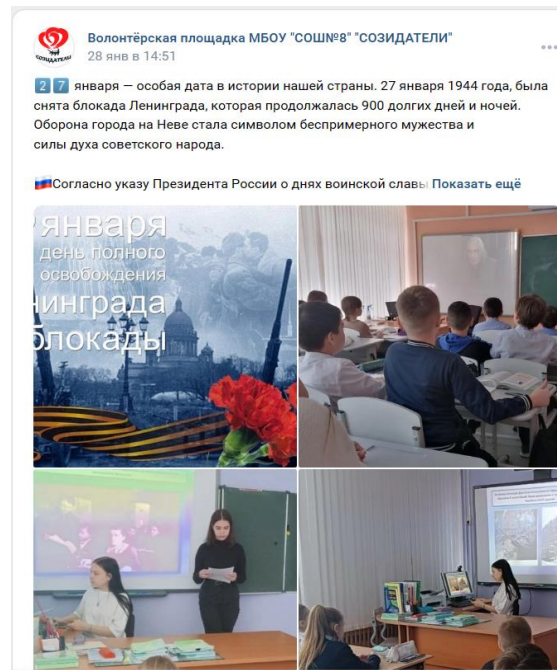 Волонтёрская площадка МБОУ "СОШ№8" "СОЗИДАТЕЛИ"
СОЗИДАТЕЛИ
28 янв в 14:51
27 января — особая дата в истории нашей страны. 27 января 1944 года, была
снята блокада Ленинграда, которая продолжалась 900 долгих дней и ночей.
Оборона города на Неве стала символом беспримерного мужества и
силы духа советского народа.
Согласно указу Президента России о днях воинской славы Показать ещё
января
день полного
освобождения
нинграда
блокады